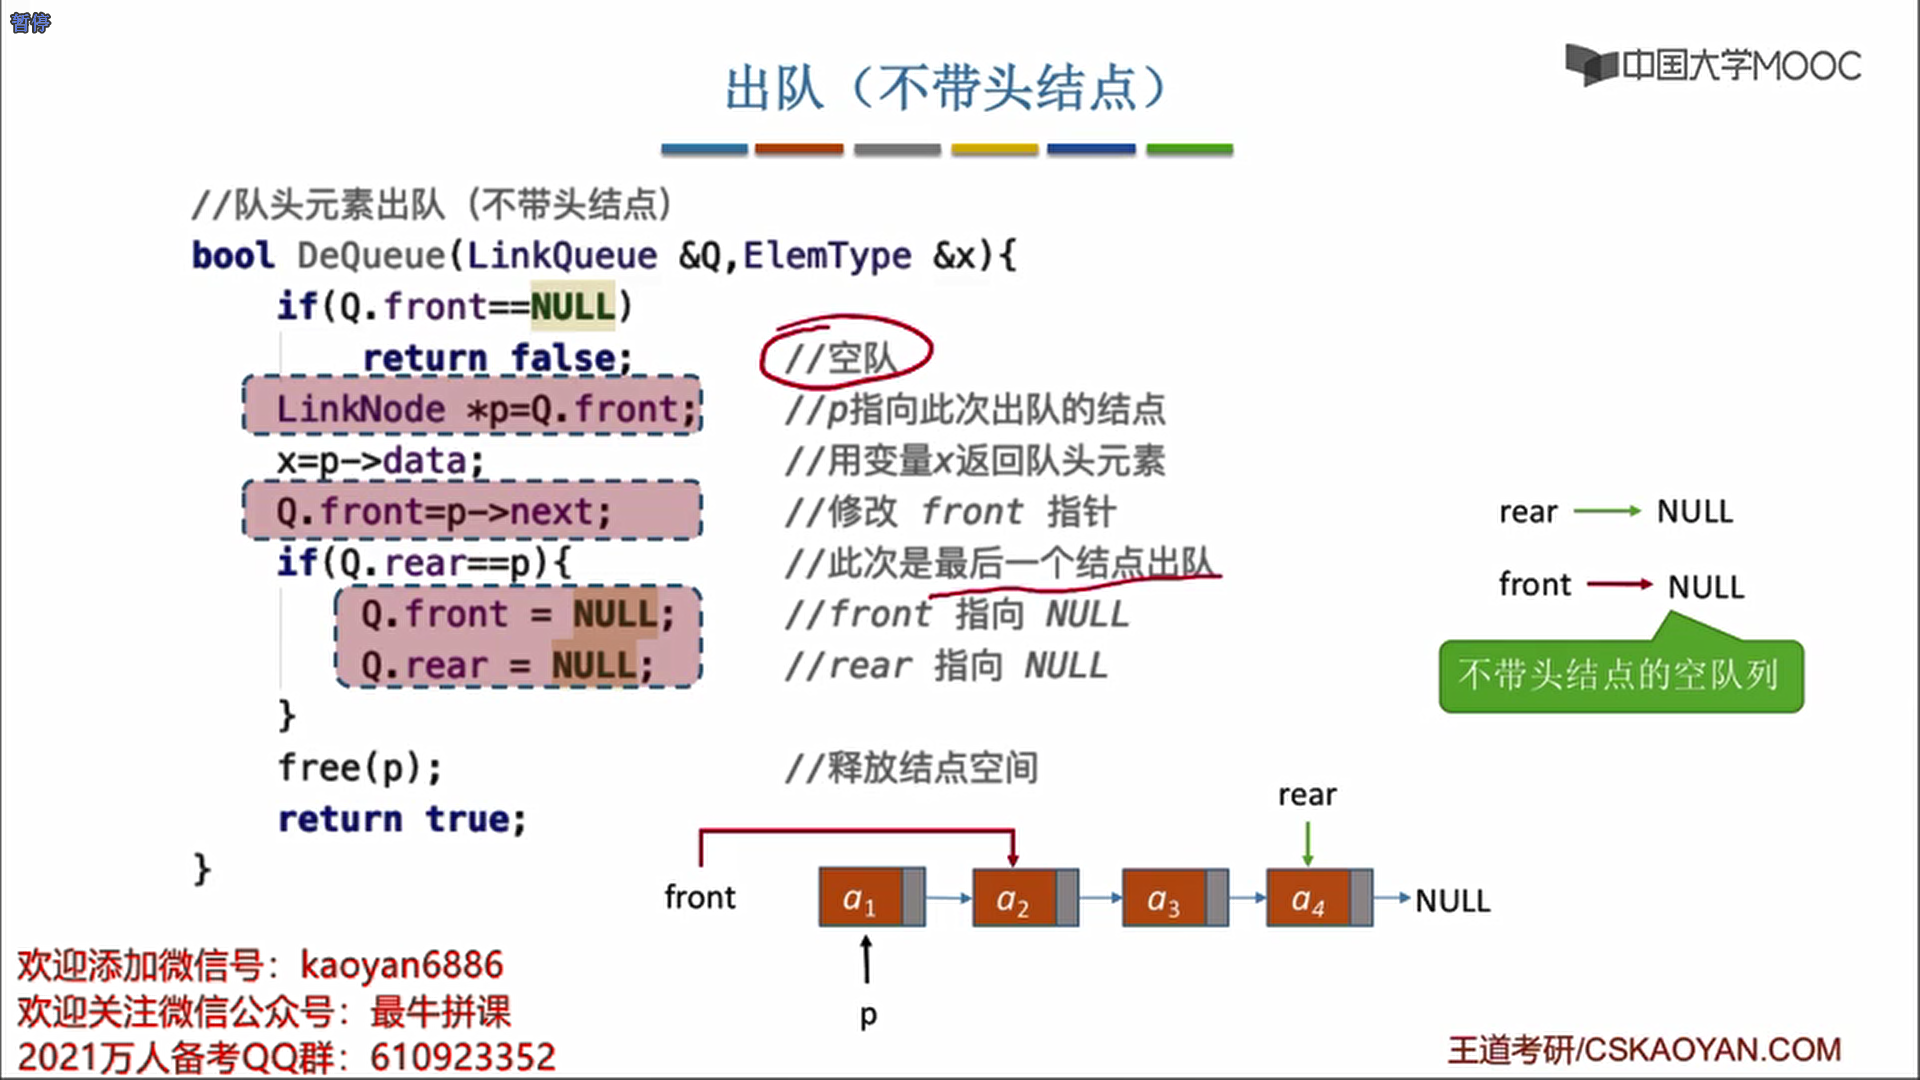 暂停
中国大学MOOC
出队（不带头结点）
//队头元素出队（不带头结点）
bool DeQueue(LinkQueue &Q,ElemType &x){
if(Q.front==NULL)
return false; //空队
LinkNode *p=Q.front; //p指向此次出队的结点
x=p->data; //用变量x返回队头元素
Q.front=p->next; //修改 front 指针
if(Q.rear==p){ //此次是最后一个结点出队
Q.front = NULL; //front 指向 NULL
Q.rear = NULL; //rear 指向 NULL
}
free(p); //释放结点空间
return true;
}
rear NULL
front NULL
不带头结点的空队列
rear
front a1 a2 a3 a4 NULL
p
欢迎添加微信号：kaoyan6886
欢迎关注微信公众号：最牛拼课
2021万人备考QQ群：610923352
王道考研/CSKAOYAN.COM